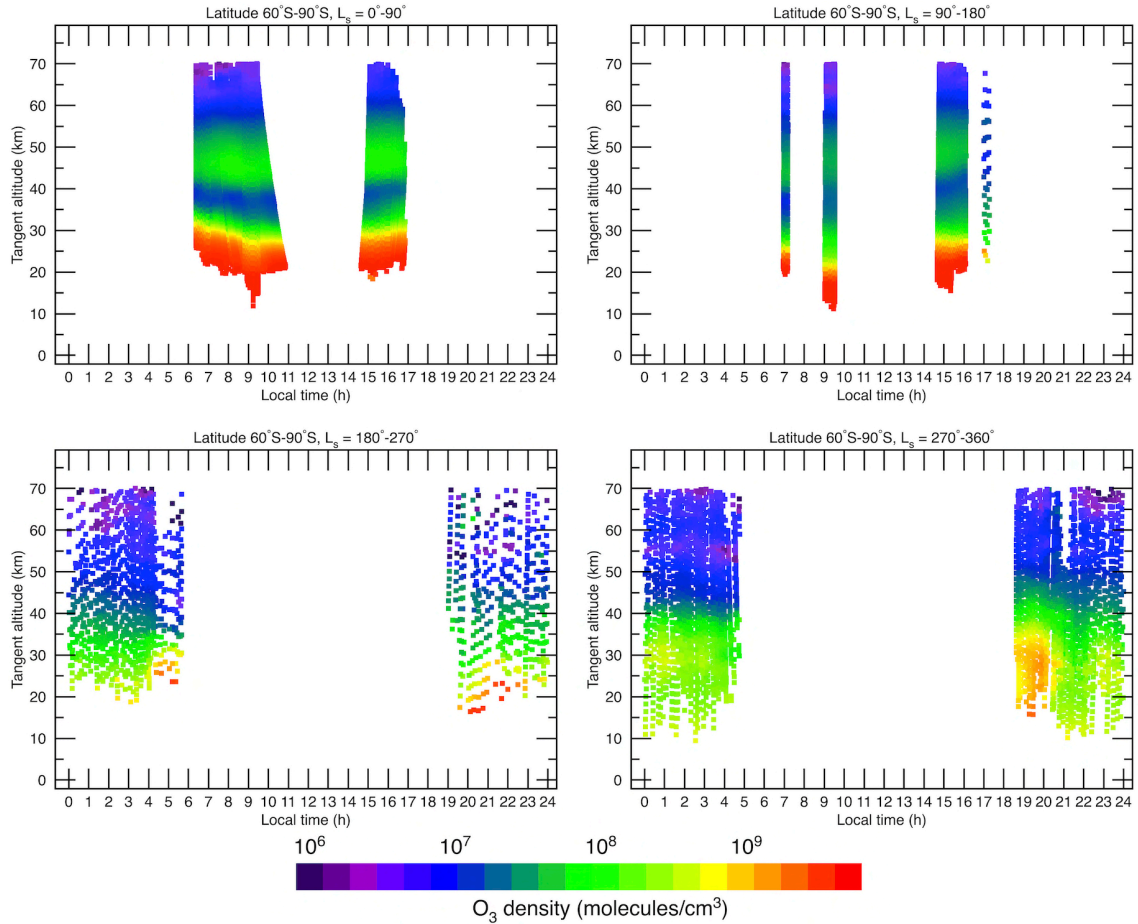 Latitude 60°S-90°S, Lₛ = 0°-90°
Latitude 60°S-90°S, Lₛ = 90°-180°
Tangent altitude (km)
70
60
50
40
30
20
10
0
0 1 2 3 4 5 6 7 8 9 10 11 12 13 14 15 16 17 18 19 20 21 22 23 24
Local time (h)
Tangent altitude (km)
70
60
50
40
30
20
10
0
0 1 2 3 4 5 6 7 8 9 10 11 12 13 14 15 16 17 18 19 20 21 22 23 24
Local time (h)
Latitude 60°S-90°S, Lₛ = 180°-270°
Latitude 60°S-90°S, Lₛ = 270°-360°
Tangent altitude (km)
70
60
50
40
30
20
10
0
0 1 2 3 4 5 6 7 8 9 10 11 12 13 14 15 16 17 18 19 20 21 22 23 24
Local time (h)
Tangent altitude (km)
70
60
50
40
30
20
10
0
0 1 2 3 4 5 6 7 8 9 10 11 12 13 14 15 16 17 18 19 20 21 22 23 24
Local time (h)
10⁶ 10⁷ 10⁸ 10⁹
O₃ density (molecules/cm³)